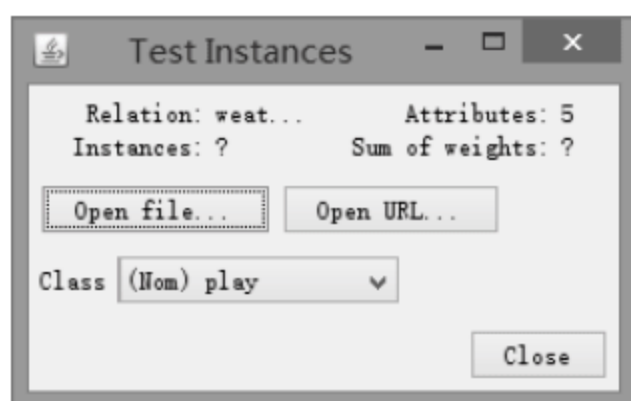 Test Instances
Relation: weat... Attributes: 5
Instances: ? Sum of weights: ?
Open file... Open URL...
Class (Nom) play
Close